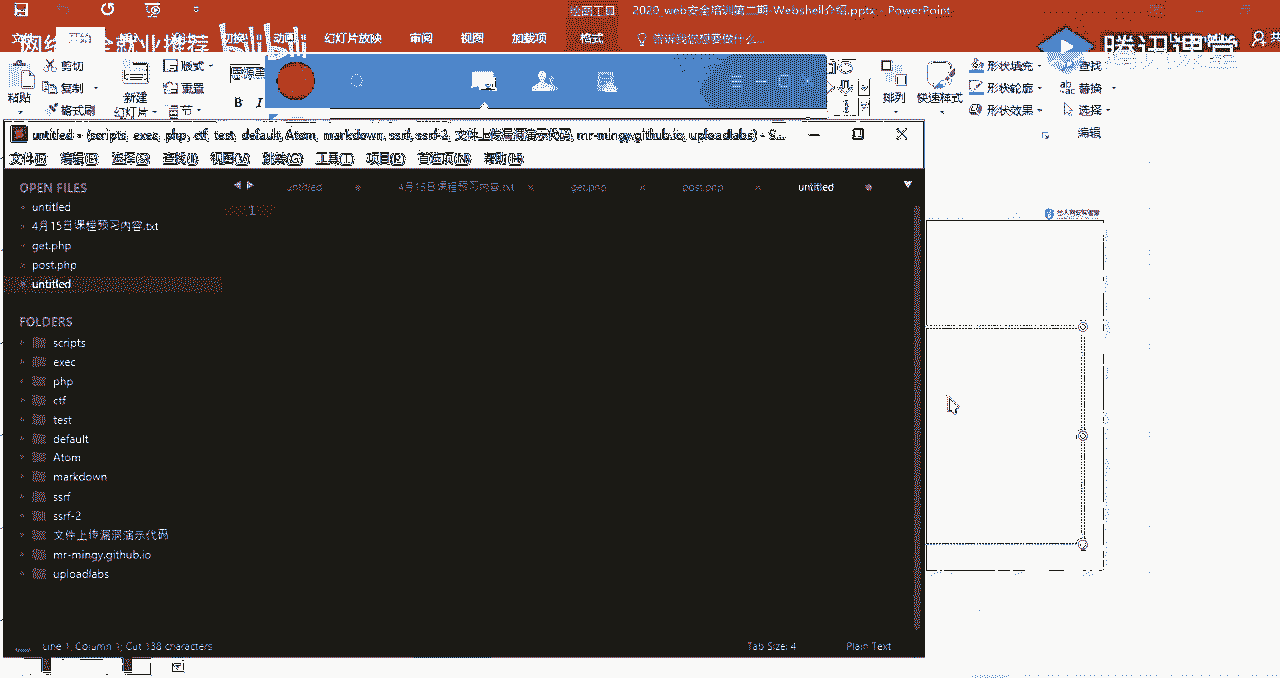 绘图工具 2020_web安全培训第二期-Webshell介绍.pptx - PowerPoint
文件 开始 动画 幻灯片放映 审阅 视图 加载项 格式 告诉我您想要做什么...
bilibili
腾讯课堂
剪切 版式 形状填充 查找
复制 重置 形状轮廓 替换
粘贴 格式刷 新建 幻灯片 节 B I 排列 快速样式 形状效果 选择
编辑
untitled • (scripts, exec, php, ctf, test, default, Atom, markdown, ssrf, ssrf-2, 文件上传漏洞演示代码, mr-mingy.github.io, uploadlabs) - S...
文件(F) 编辑(E) 选择(S) 查找(I) 视图(V) 跳转(G) 工具(T) 项目(P) 首选项(N) 帮助(H)
OPEN FILES
untitled 4月15日课程预习内容.txt get.php post.php untitled
untitled
4月15日课程预习内容.txt
get.php
post.php
untitled
1
FOLDERS
scripts
exec
php
ctf
test
default
Atom
markdown
ssrf
ssrf-2
文件上传漏洞演示代码
mr-mingy.github.io
uploadlabs
Line 1, Column 1; Cut 138 characters
Tab Size: 4
Plain Text